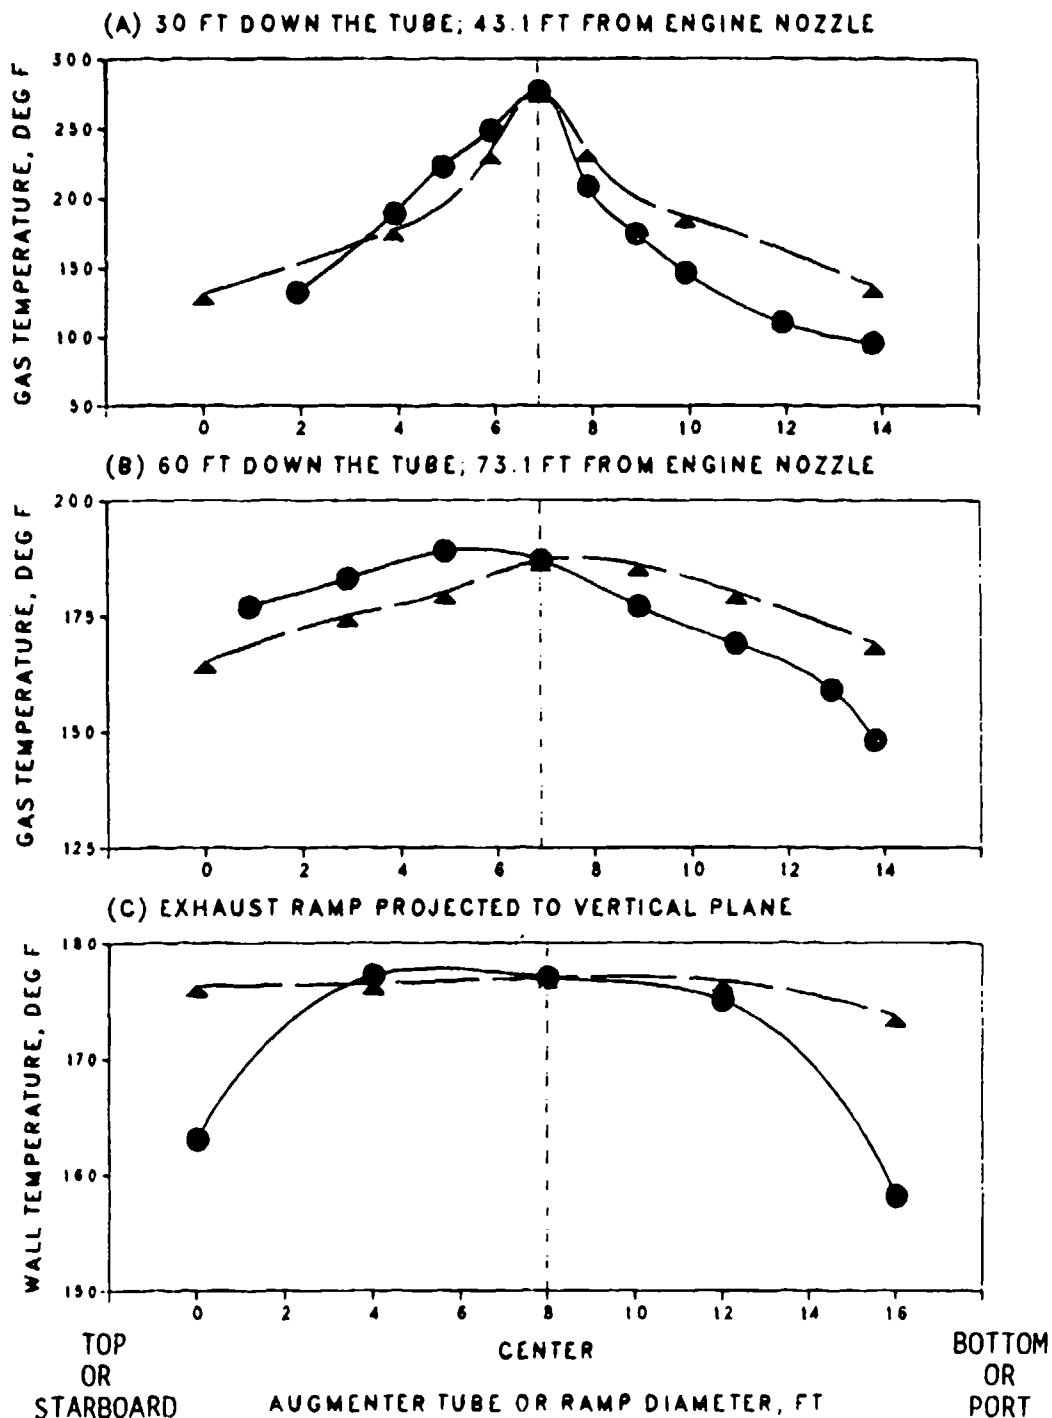 (A) 30 FT DOWN THE TUBE; 43.1 FT FROM ENGINE NOZZLE
GAS TEMPERATURE, DEG F
300
250
200
150
100
50
0 2 4 6 8 10 12 14
(B) 60 FT DOWN THE TUBE; 73.1 FT FROM ENGINE NOZZLE
GAS TEMPERATURE, DEG F
200
175
150
125
0 2 4 6 8 10 12 14
(C) EXHAUST RAMP PROJECTED TO VERTICAL PLANE
WALL TEMPERATURE, DEG F
180
170
160
150
0 2 4 6 8 10 12 14 16
TOP
OR
STARBOARD
CENTER
BOTTOM
OR
PORT
AUGMENTER TUBE OR RAMP DIAMETER, FT